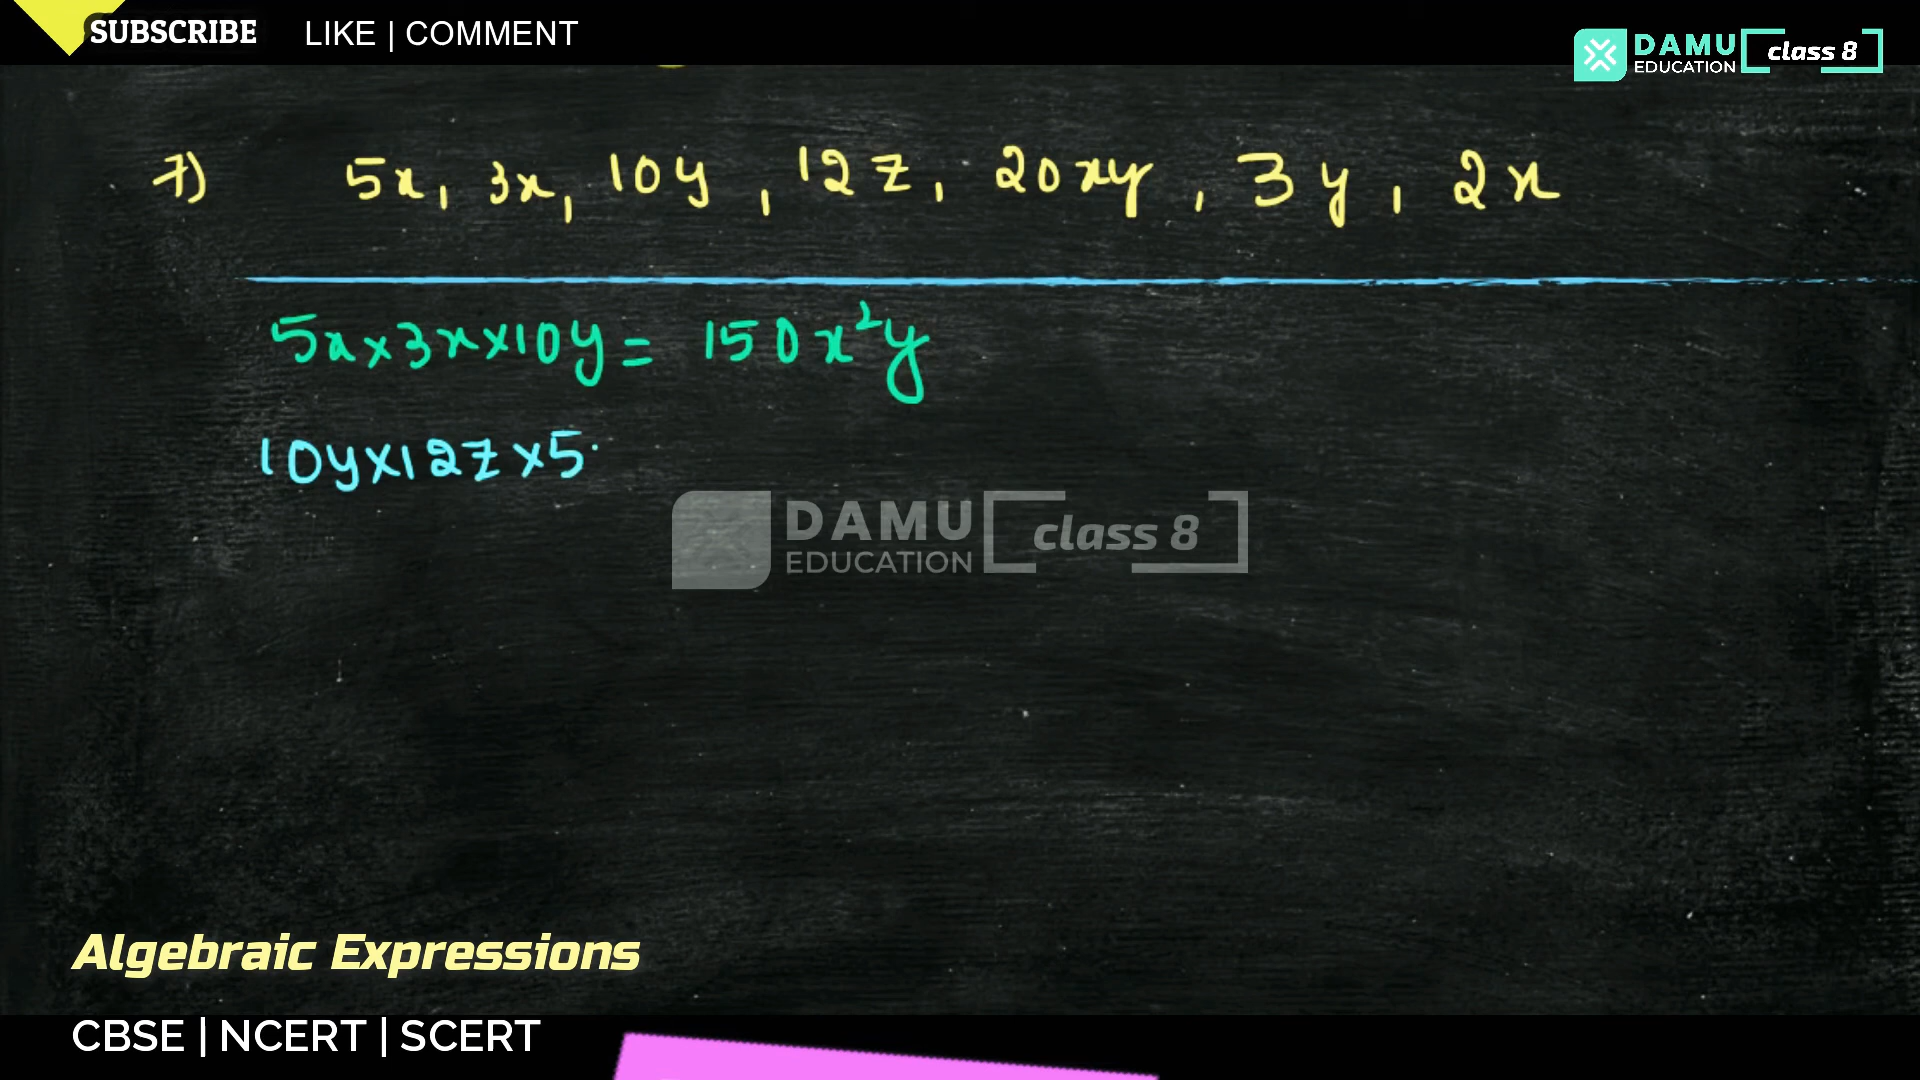 SUBSCRIBE LIKE | COMMENT
DAMU EDUCATION class 8
7) 5x, 3x, 10y, 12z, 20xy, 3y, 2x
5x×3x×10y = 150x²y
10y×12z×5
DAMU EDUCATION class 8
Algebraic Expressions
CBSE | NCERT | SCERT